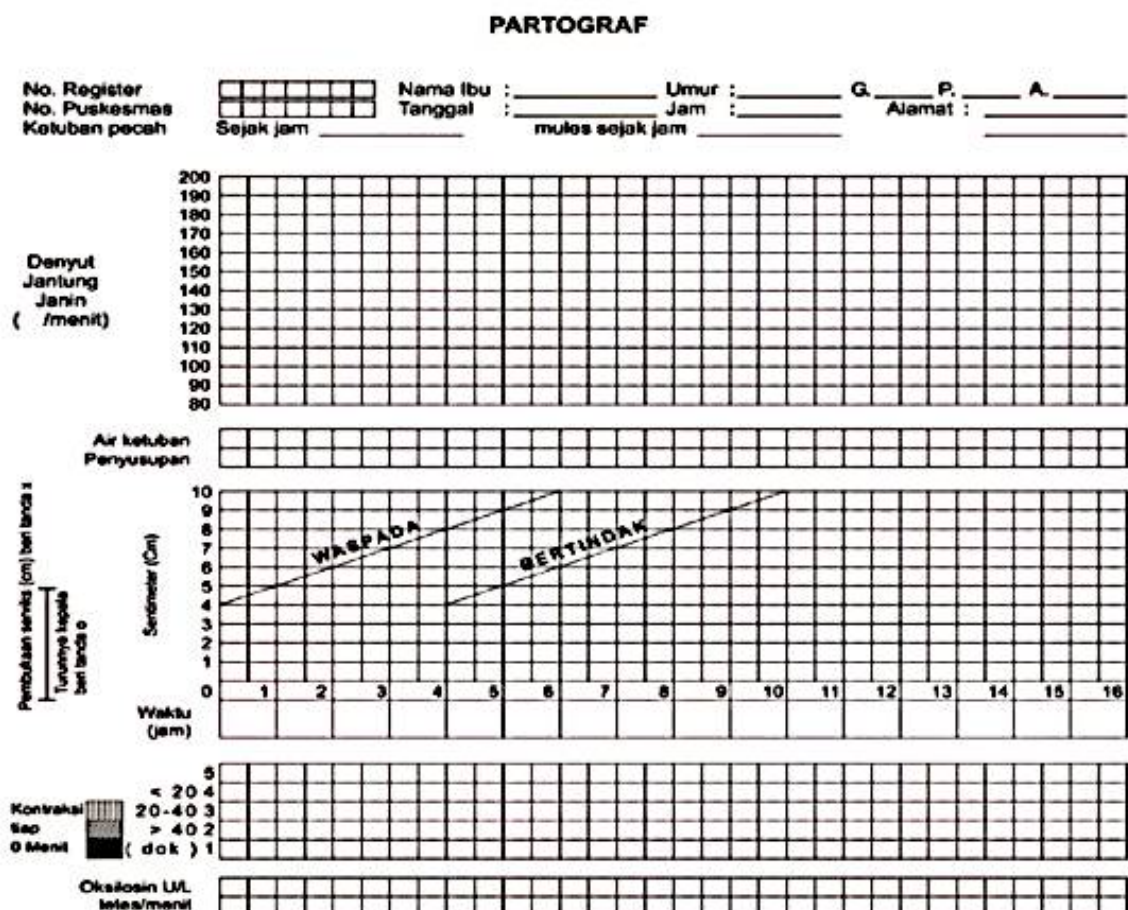 PARTOGRAF
No. Register Nama Ibu : Umur : G. P. A.
No. Puskesmas Tanggal : Jam : Alamat :
Ketuban pecah Sejak jam mules sejak jam
Denyut
Jantung
Janin
( /menit)
200
190
180
170
160
150
140
130
120
110
100
90
80
Air ketuban
Penyusupan
Pembukaan serviks (cm) beri tanda x
Turunnya kepala
beri tanda o
Sentimeter (Cm)
10
9
8
7
6
5
4
3
2
1
0
WASPADA
BERTINDAK
1 2 3 4 5 6 7 8 9 10 11 12 13 14 15 16
Waktu
(jam)
Kontraksi
tiap
0 Menit
5
< 20 4
20-40 3
> 40 2
( dok ) 1
Oksitosin U/L
tetes/menit